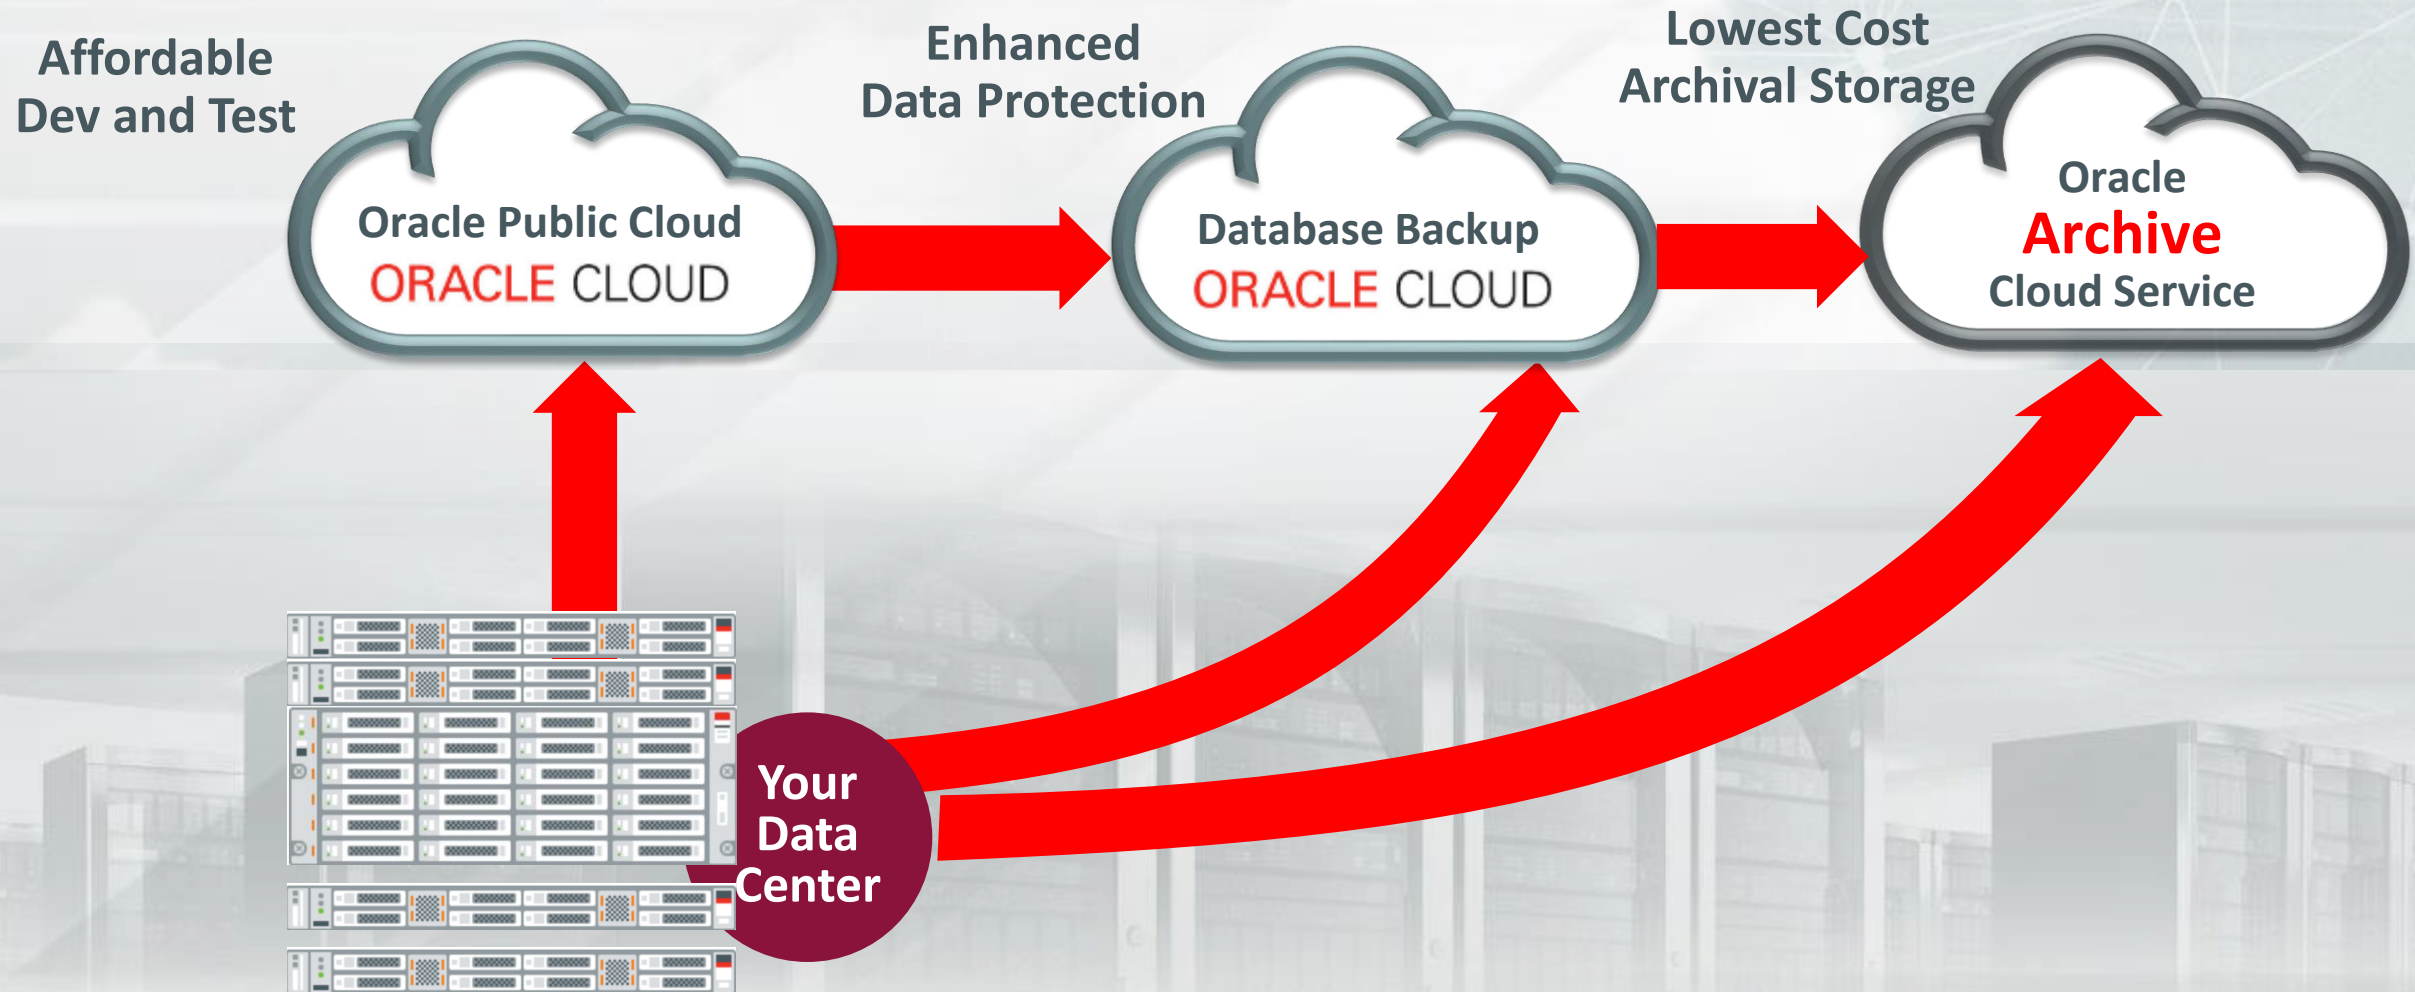 Affordable
Dev and Test
Oracle Public Cloud
ORACLE CLOUD
Enhanced
Data Protection
Database Backup
ORACLE CLOUD
Lowest Cost
Archival Storage
Oracle
Archive
Cloud Service
Your
Data
Center